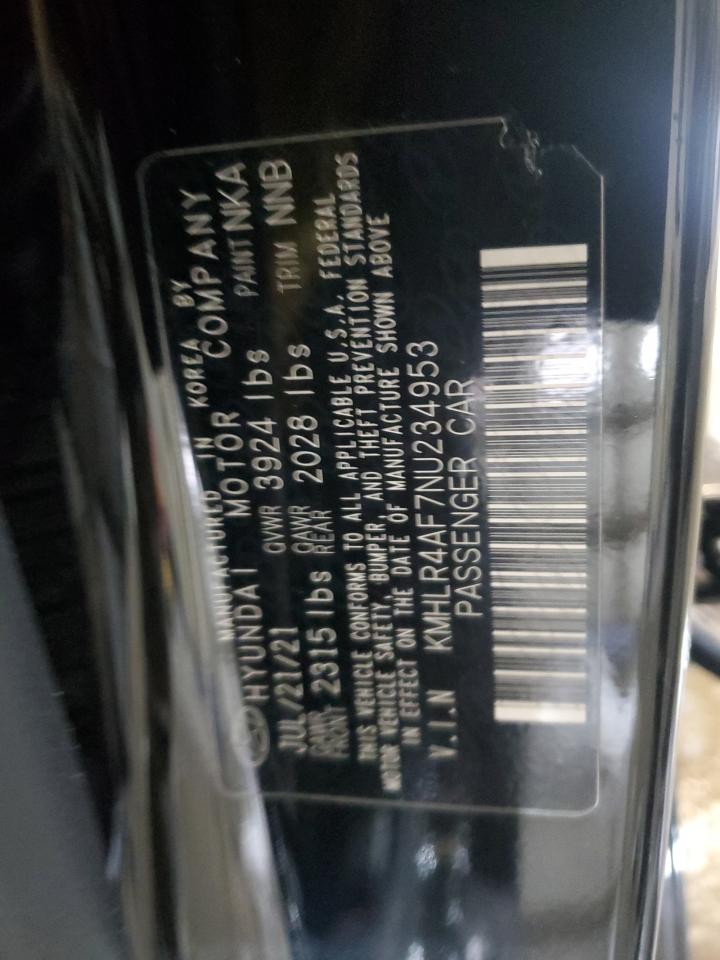 MANUFACTURED IN KOREA BY
HYUNDAI MOTOR COMPANY
JUL/21/21 GVWR 3924 lbs PAINT NKA
GAWR FRONT 2315 lbs GAWR REAR 2028 lbs TRIM NNB
THIS VEHICLE CONFORMS TO ALL APPLICABLE U.S.A. FEDERAL
MOTOR VEHICLE SAFETY, BUMPER, AND THEFT PREVENTION STANDARDS
IN EFFECT ON THE DATE OF MANUFACTURE SHOWN ABOVE
V.I.N KMHLR4AF7NU234953
PASSENGER CAR